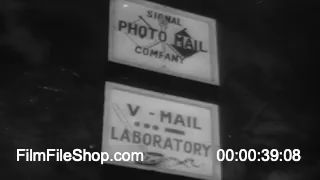 SIGNAL
PHOTO MAIL
COMPANY
V - MAIL
LABORATORY
FilmFileShop.com
00:00:39:08